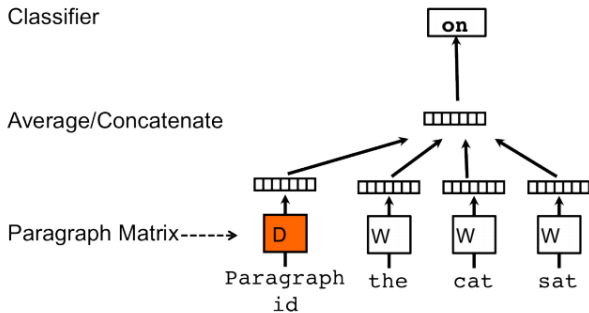 Classifier
on
Average/Concatenate
Paragraph Matrix
D W W W
Paragraph the cat sat
id